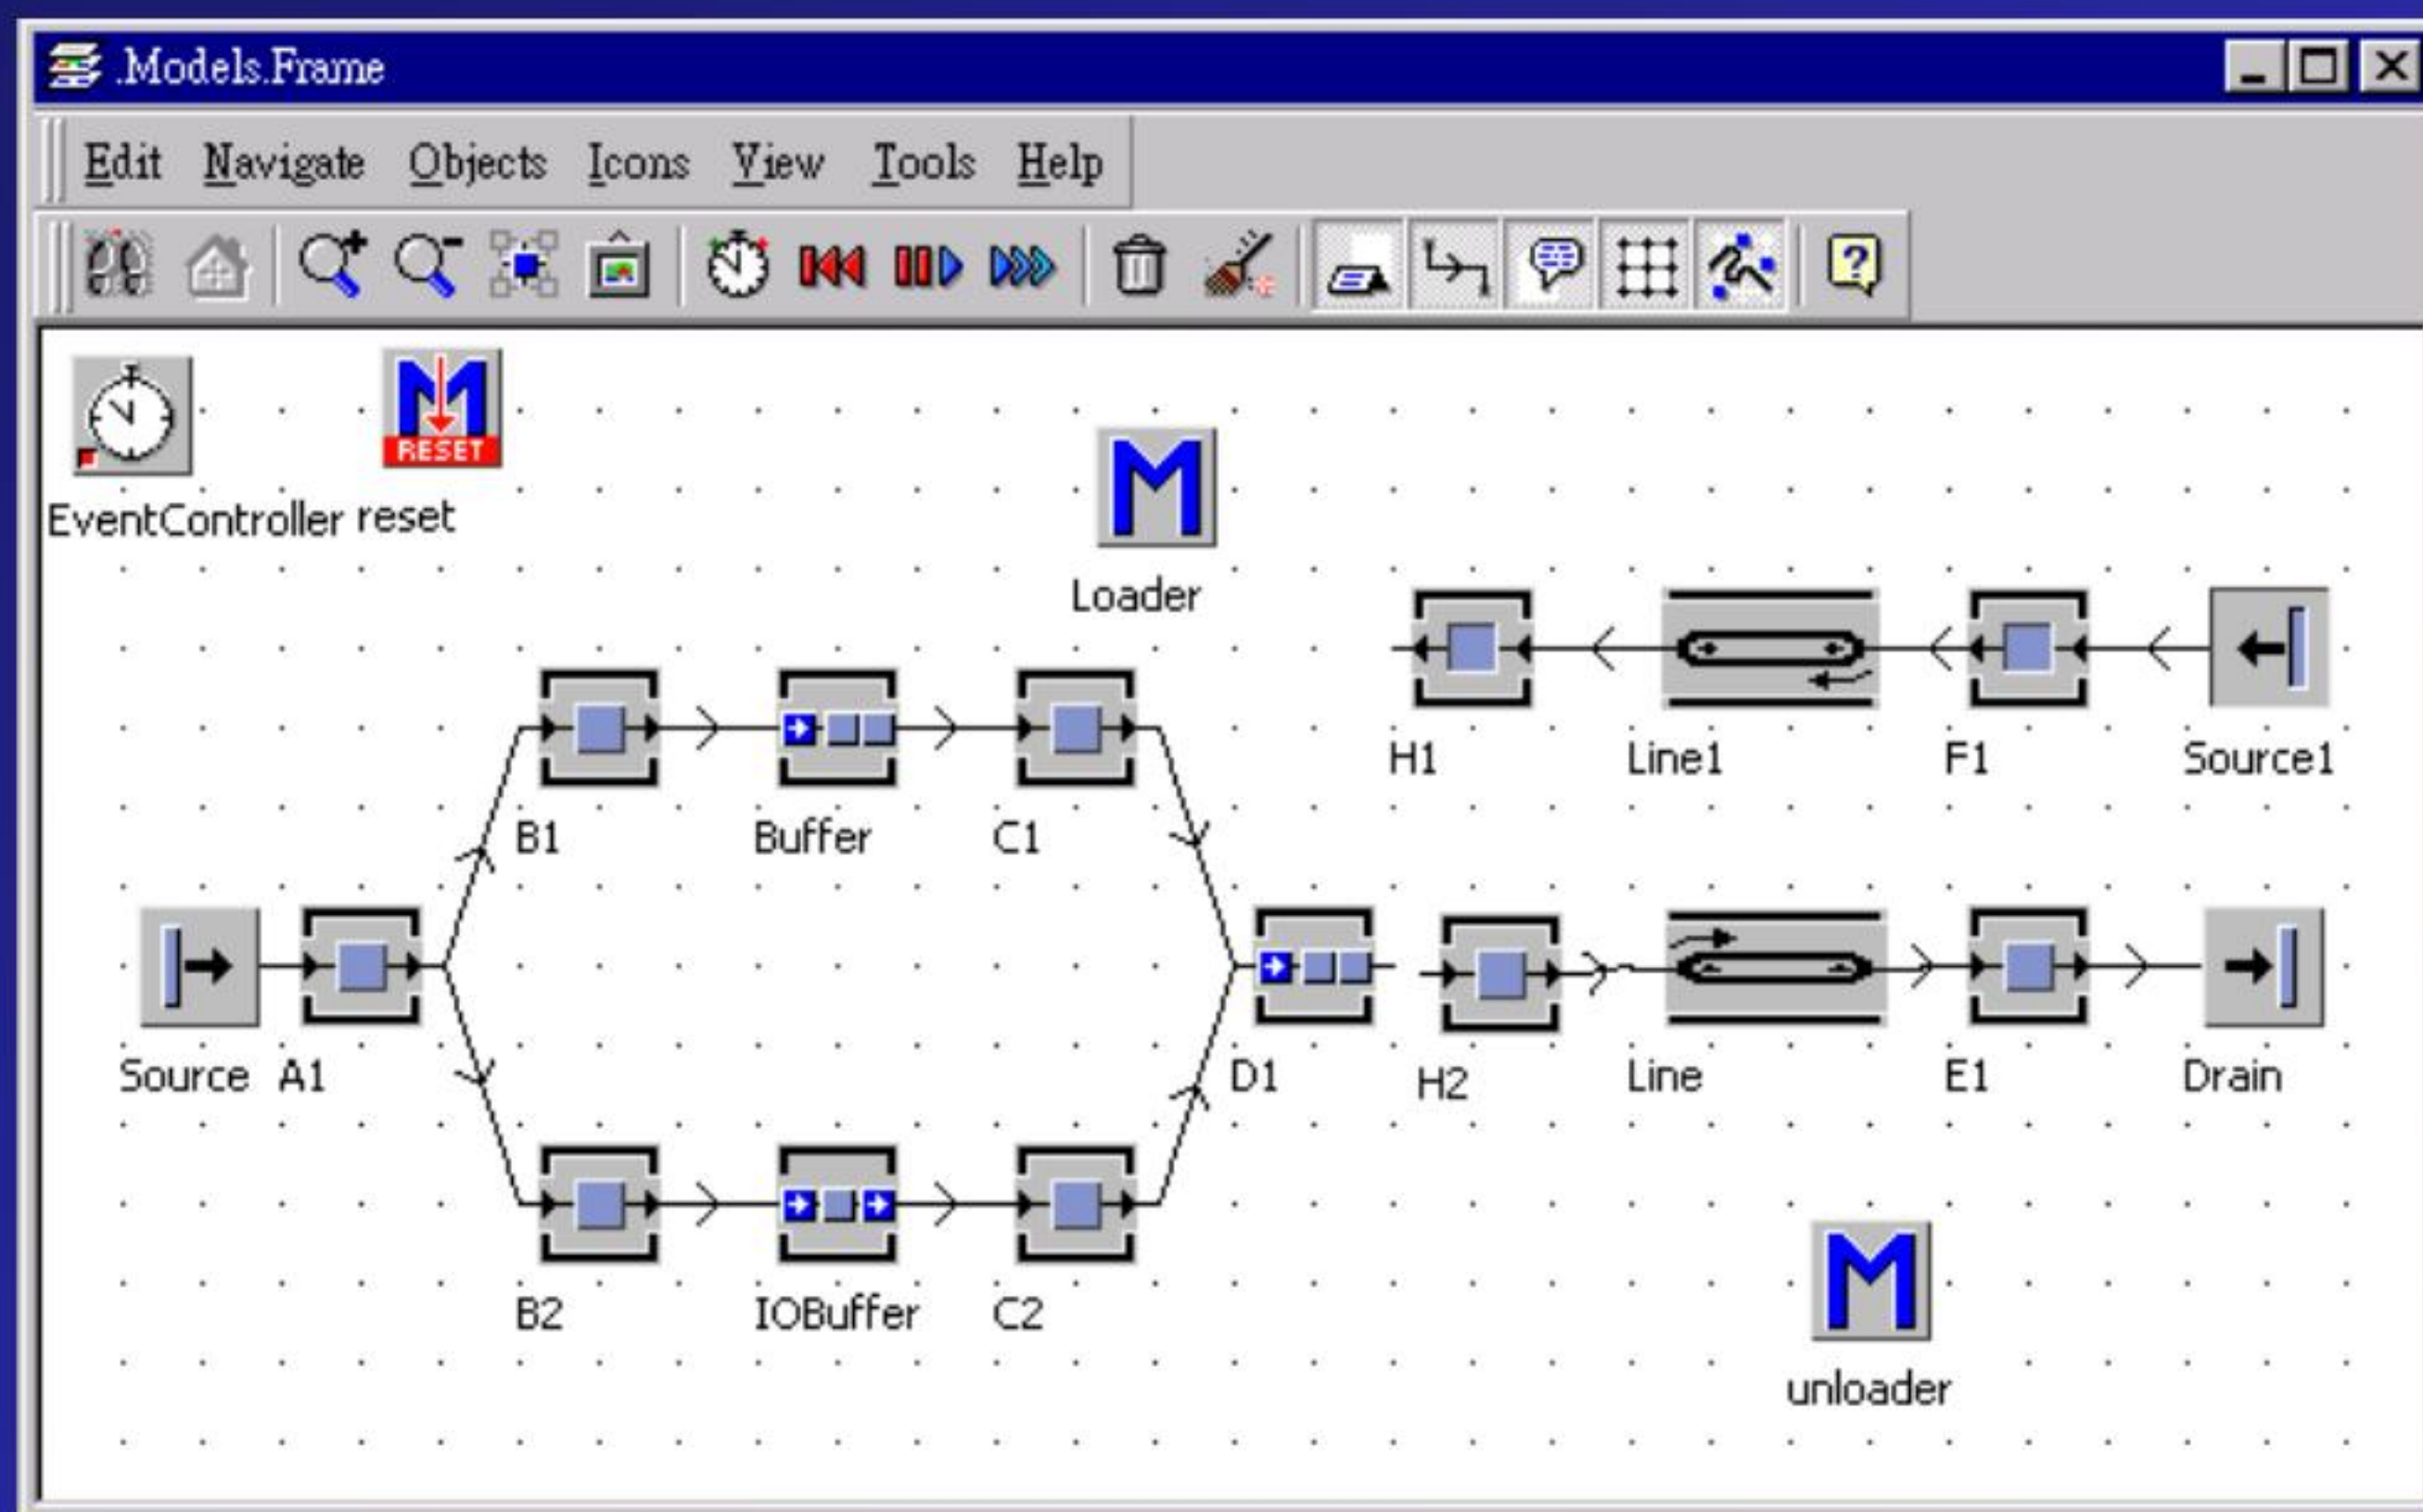 .Models.Frame
Edit Navigate Objects Icons View Tools Help
RESET
EventController reset
Loader
H1 Line1 F1 Source1
B1 Buffer C1
Source A1 D1 H2 Line E1 Drain
B2 IOBuffer C2
unloader